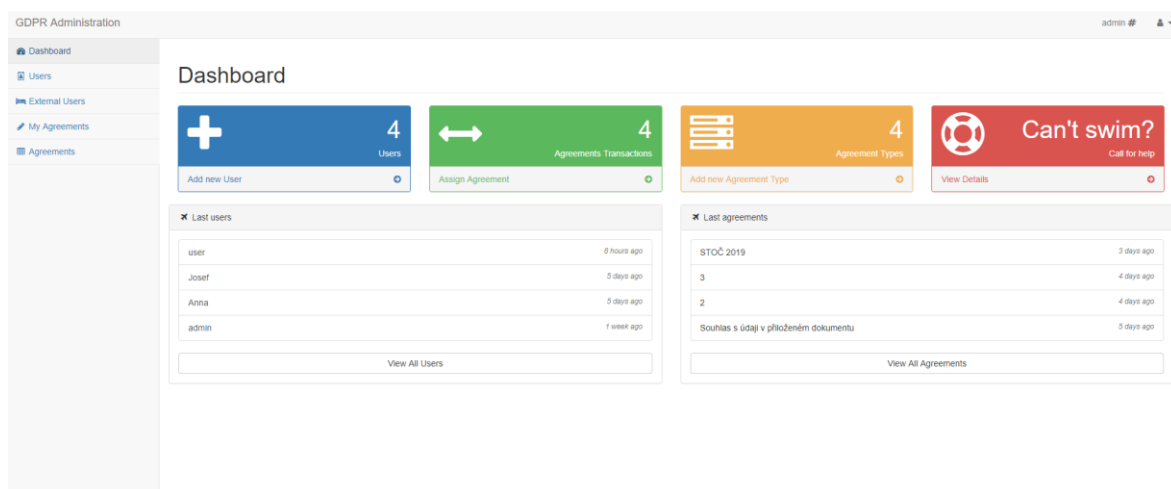 GDPR Administration
admin #
Dashboard
Users
External Users
My Agreements
Agreements
Dashboard
4
Users
Add new User
4
Agreements Transactions
Assign Agreement
4
Agreement Types
Add new Agreement Type
Can't swim?
Call for help
View Details
Last users
user 8 hours ago
Josef 5 days ago
Anna 5 days ago
admin 1 week ago
View All Users
Last agreements
STOČ 2019 3 days ago
3 4 days ago
2 4 days ago
Souhlas s údaji v přiloženém dokumentu 5 days ago
View All Agreements